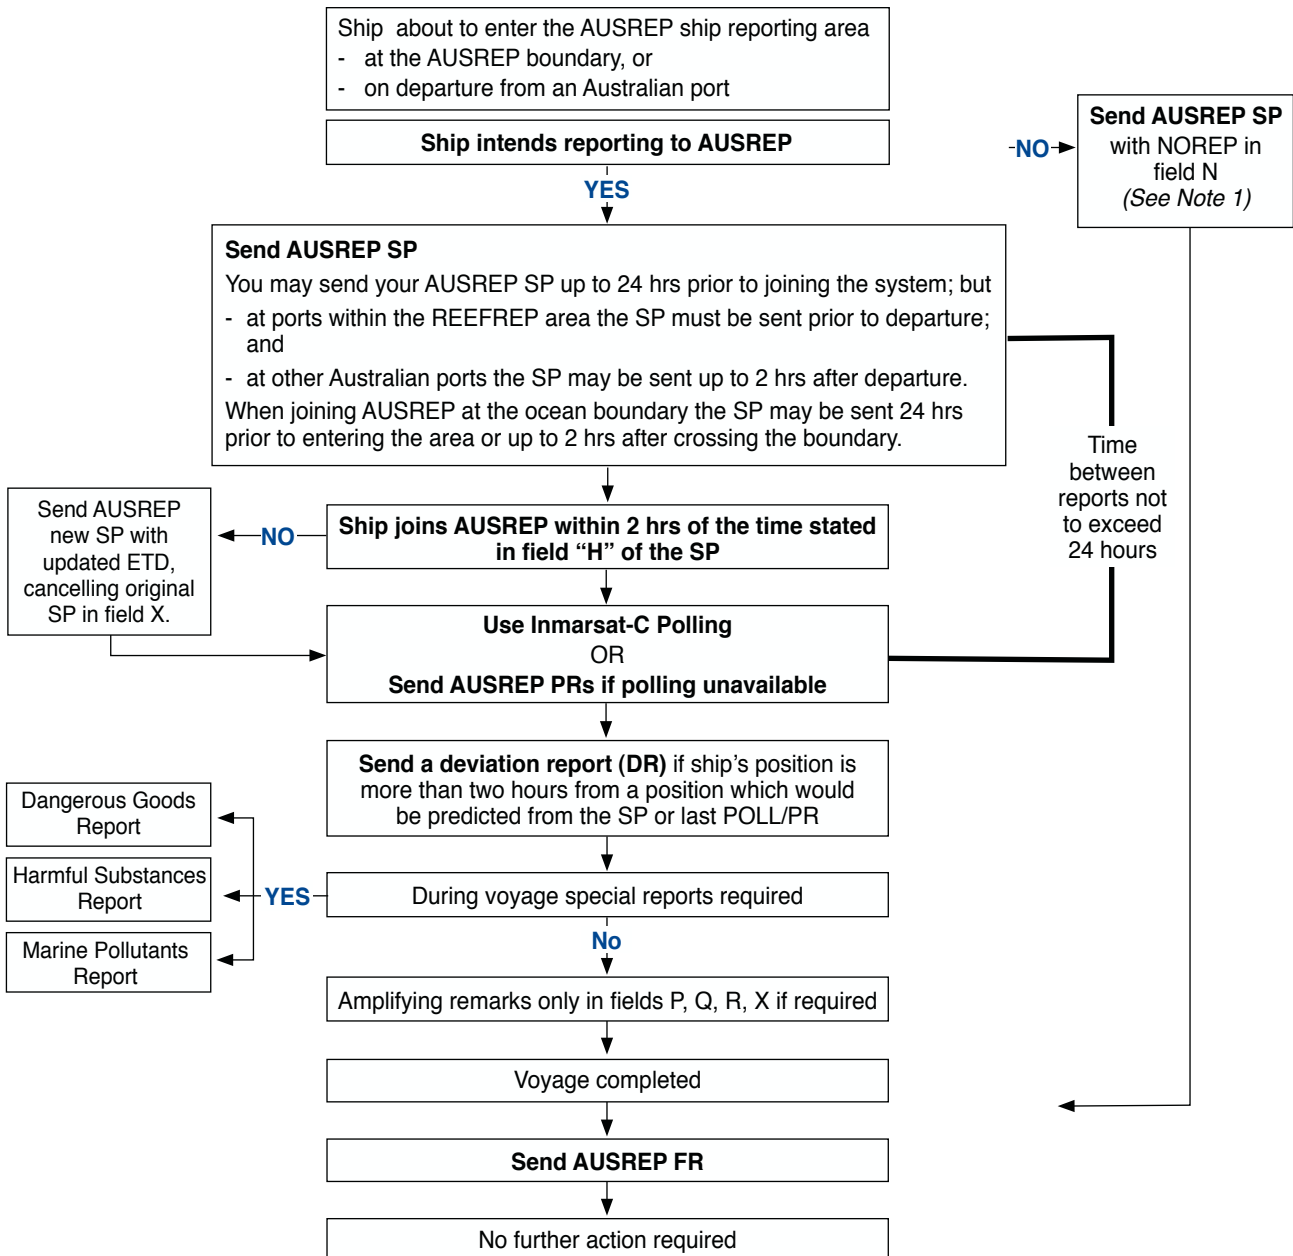 Ship about to enter the AUSREP ship reporting area
- at the AUSREP boundary, or
- on departure from an Australian port
Ship intends reporting to AUSREP
NO
Send AUSREP SP
with NOREP in
field N
(See Note 1)
YES
Send AUSREP SP
You may send your AUSREP SP up to 24 hrs prior to joining the system; but
- at ports within the REEFREP area the SP must be sent prior to departure;
and
- at other Australian ports the SP may be sent up to 2 hrs after departure.
When joining AUSREP at the ocean boundary the SP may be sent 24 hrs
prior to entering the area or up to 2 hrs after crossing the boundary.
Time
between
reports not
to exceed
24 hours
Ship joins AUSREP within 2 hrs of the time stated
in field “H” of the SP
NO
Send AUSREP
new SP with
updated ETD,
cancelling original
SP in field X.
Use Inmarsat-C Polling
OR
Send AUSREP PRs if polling unavailable
Send a deviation report (DR) if ship's position is
more than two hours from a position which would
be predicted from the SP or last POLL/PR
During voyage special reports required
YES
Dangerous Goods
Report
Harmful Substances
Report
Marine Pollutants
Report
No
Amplifying remarks only in fields P, Q, R, X if required
Voyage completed
Send AUSREP FR
No further action required